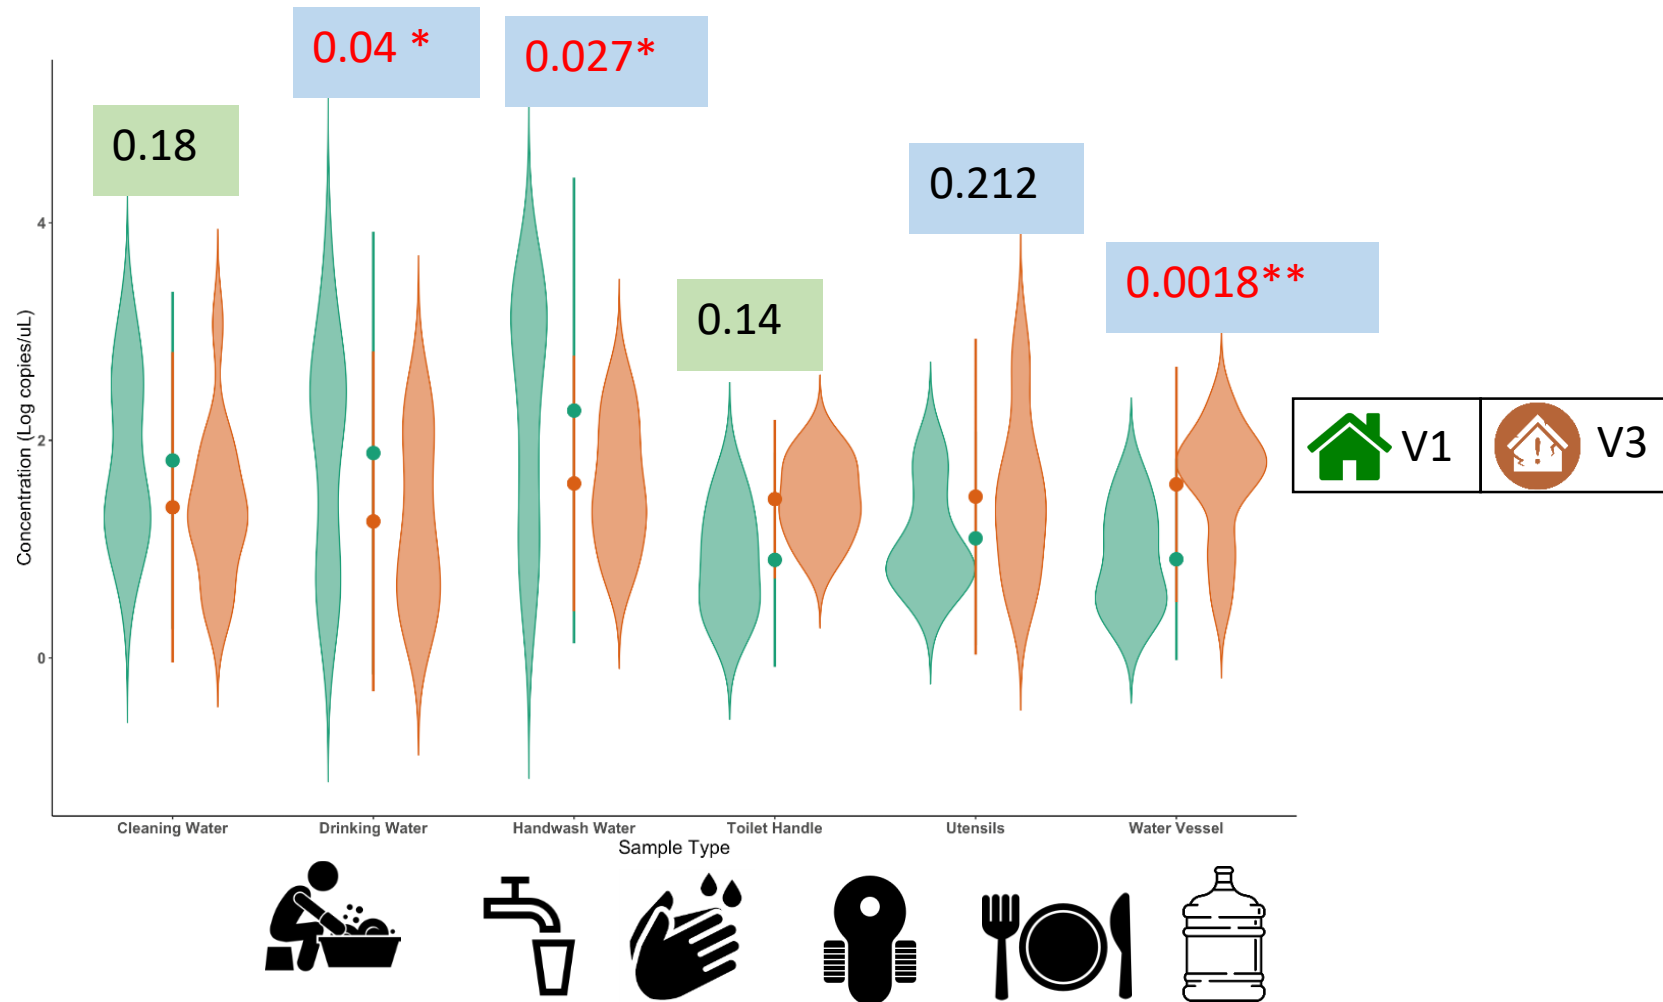 0.04 *
0.027*
0.18
0.212
0.0018**
0.14
4
2
0
Concentration (Log copies/uL)
V1
V3
Cleaning Water
Drinking Water
Handwash Water
Toilet Handle
Utensils
Water Vessel
Sample Type
!